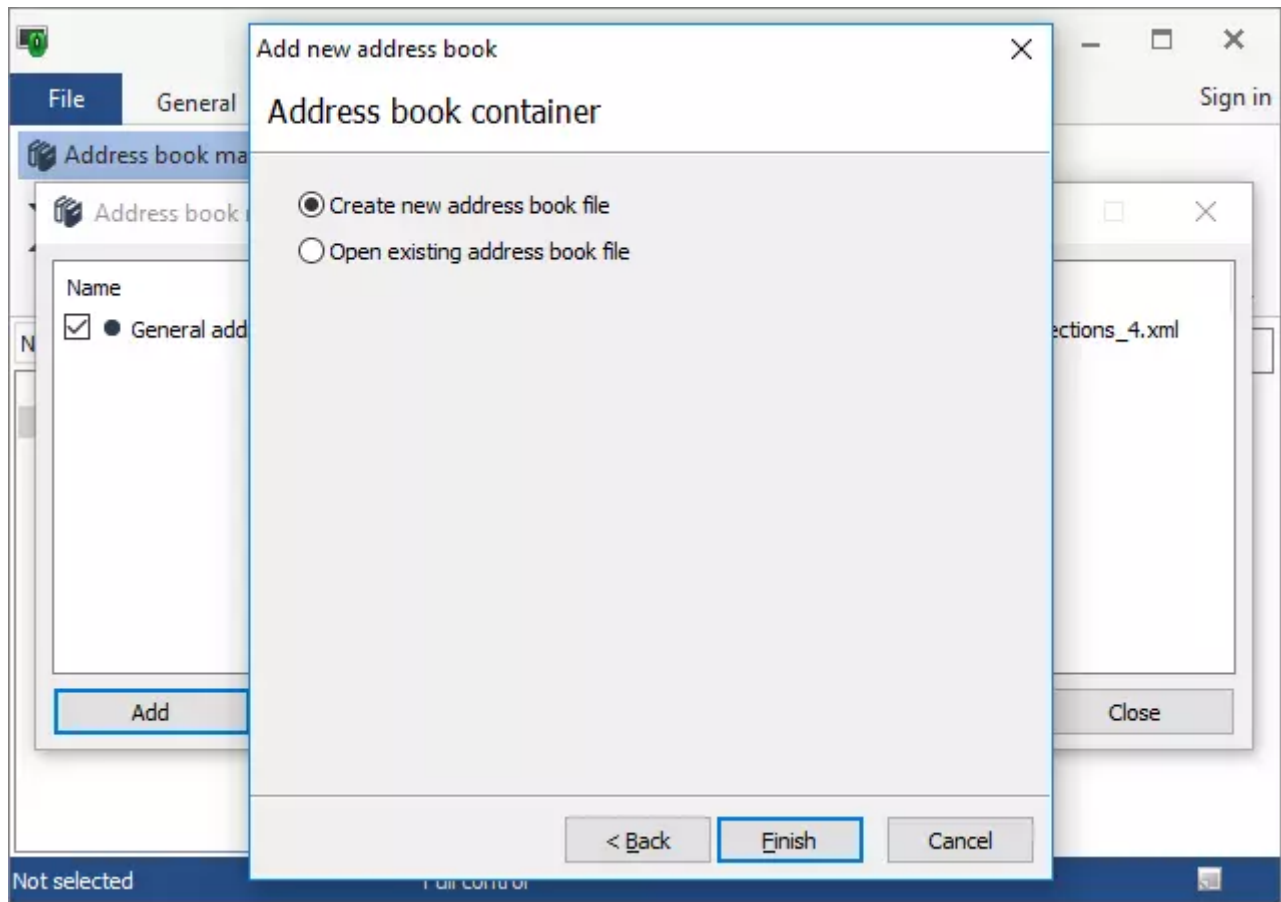 Add new address book
File
General
Sign in
Address book container
Address book ma
Create new address book file
Address book
Open existing address book file
Name
General add
ections_4.xml
N
Add
Close
< Back
Finish
Cancel
Not selected
Full control